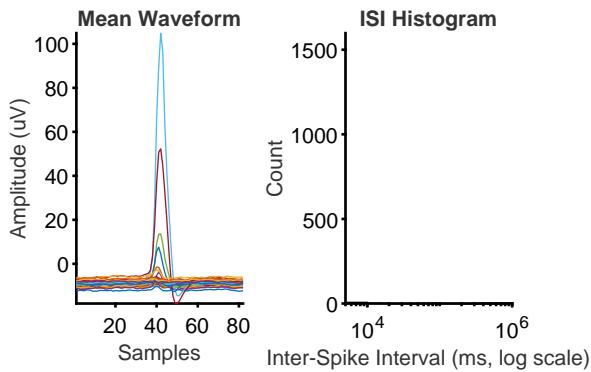 Mean Waveform
100
80
60
40
20
0
Amplitude (uV)
20 40 60 80
Samples
ISI Histogram
1500
1000
500
0
Count
10^4 10^6
Inter-Spike Interval (ms, log scale)